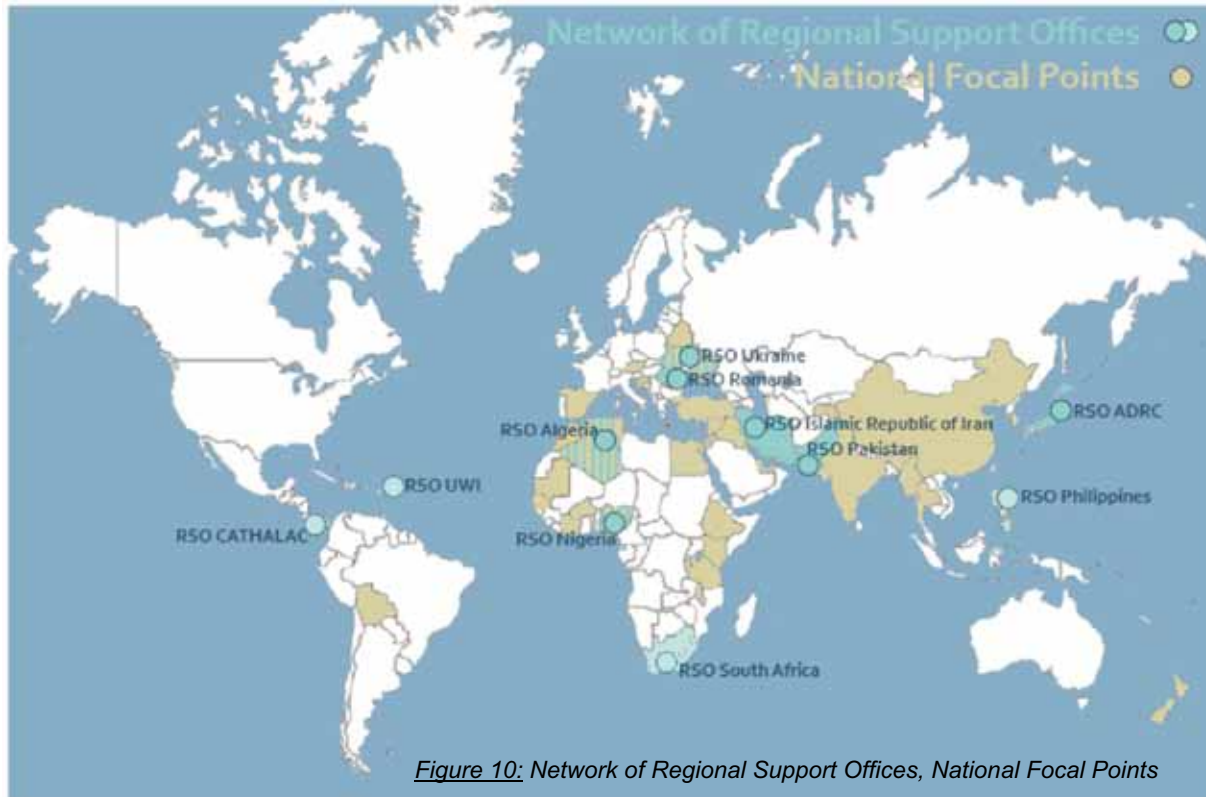 Network of Regional Support Offices
National Focal Points
RSO Ukraine
RSO Romania
RSO ADRC
RSO Algeria
RSO Islamic Republic of Iran
RSO Pakistan
RSO UWI
RSO Philippines
RSO CATHALAC
RSO Nigeria
RSO South Africa
Figure 10: Network of Regional Support Offices, National Focal Points